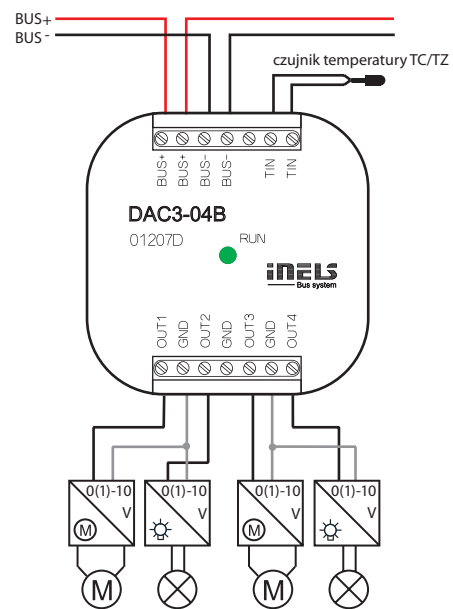 BUS+
BUS-
czujnik temperatury TC/TZ
BUS+ BUS+ BUS- BUS- TIN TIN
DAC3-04B
01207D RUN
iNELS
Bus system
OUT1 GND OUT2 GND OUT3 GND OUT4
0(1)-10 V M
0(1)-10 V
0(1)-10 V M
0(1)-10 V
M
M